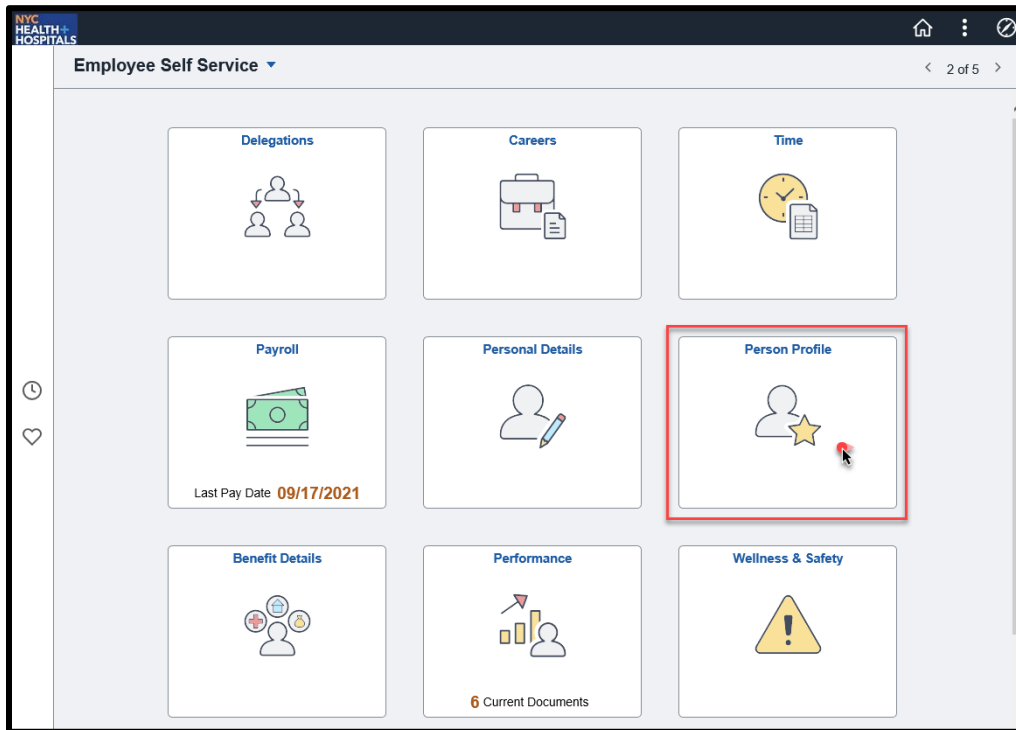 NYC
HEALTH+
HOSPITALS
Employee Self Service
2 of 5
Delegations
Careers
Time
Payroll
Last Pay Date 09/17/2021
Personal Details
Person Profile
Benefit Details
Performance
6 Current Documents
Wellness & Safety